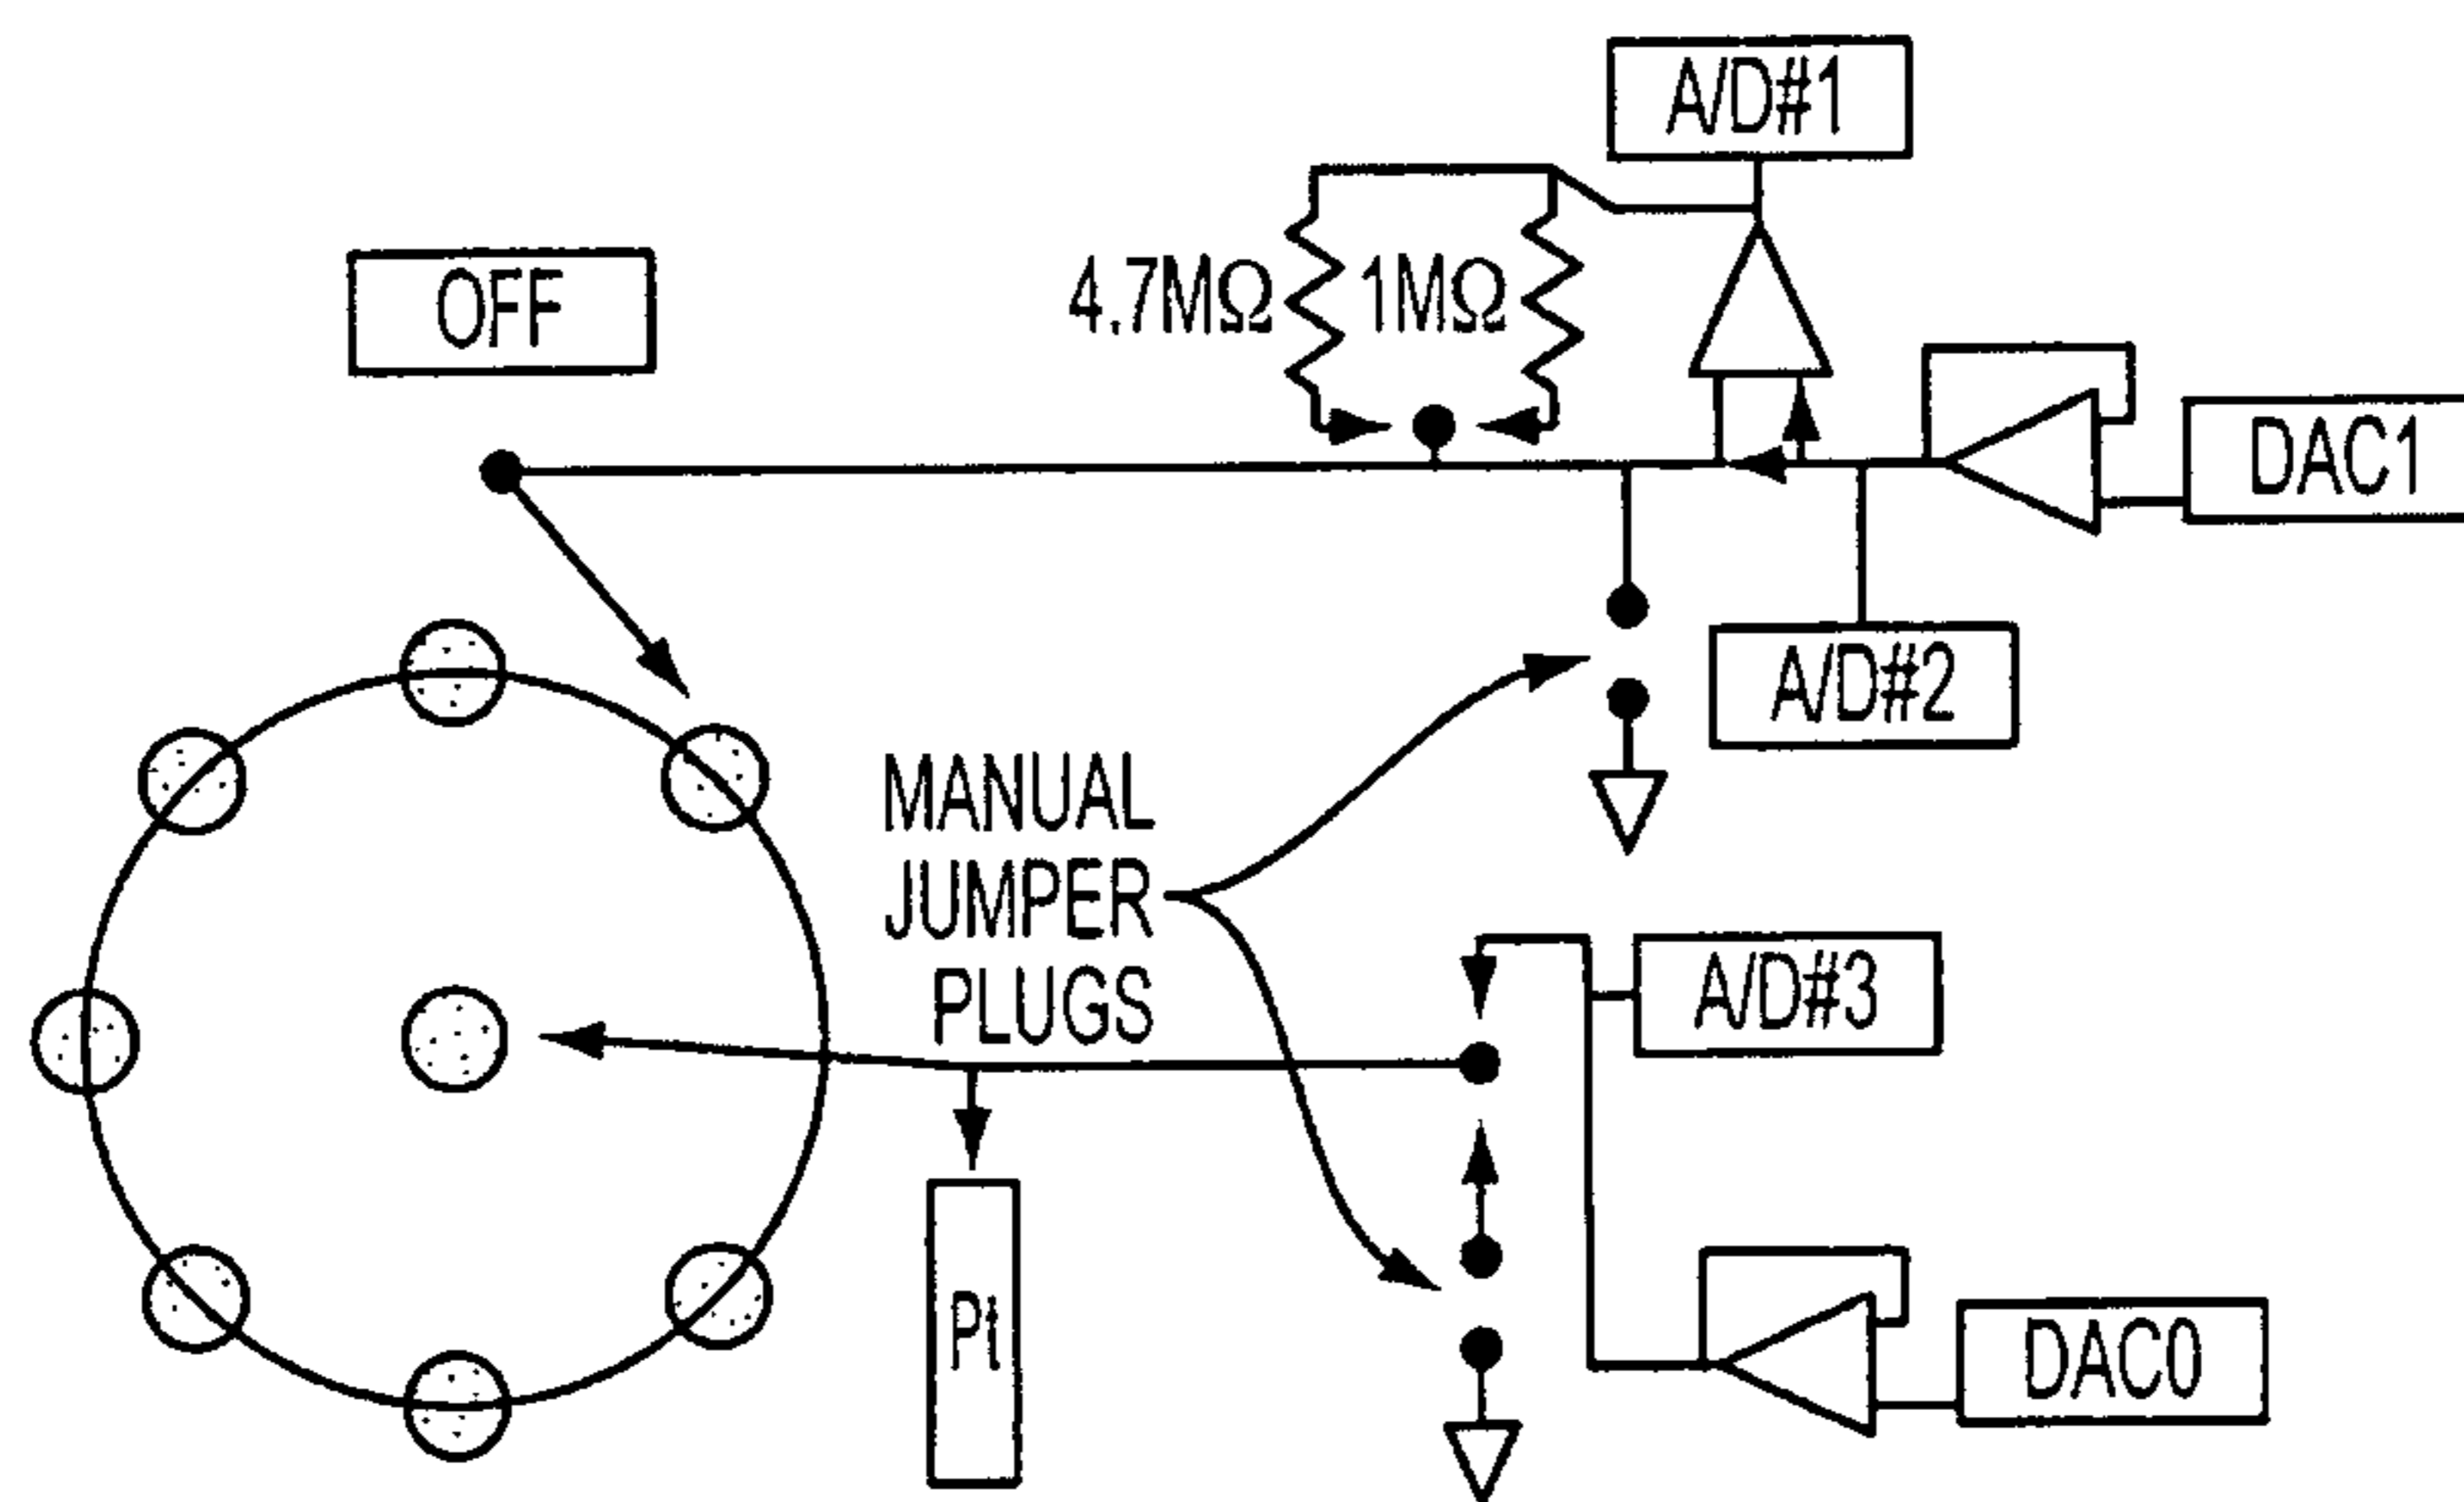 A/D#1
OFF
4.7MΩ
1MΩ
DAC1
A/D#2
MANUAL
JUMPER
PLUGS
A/D#3
Pt
DAC0